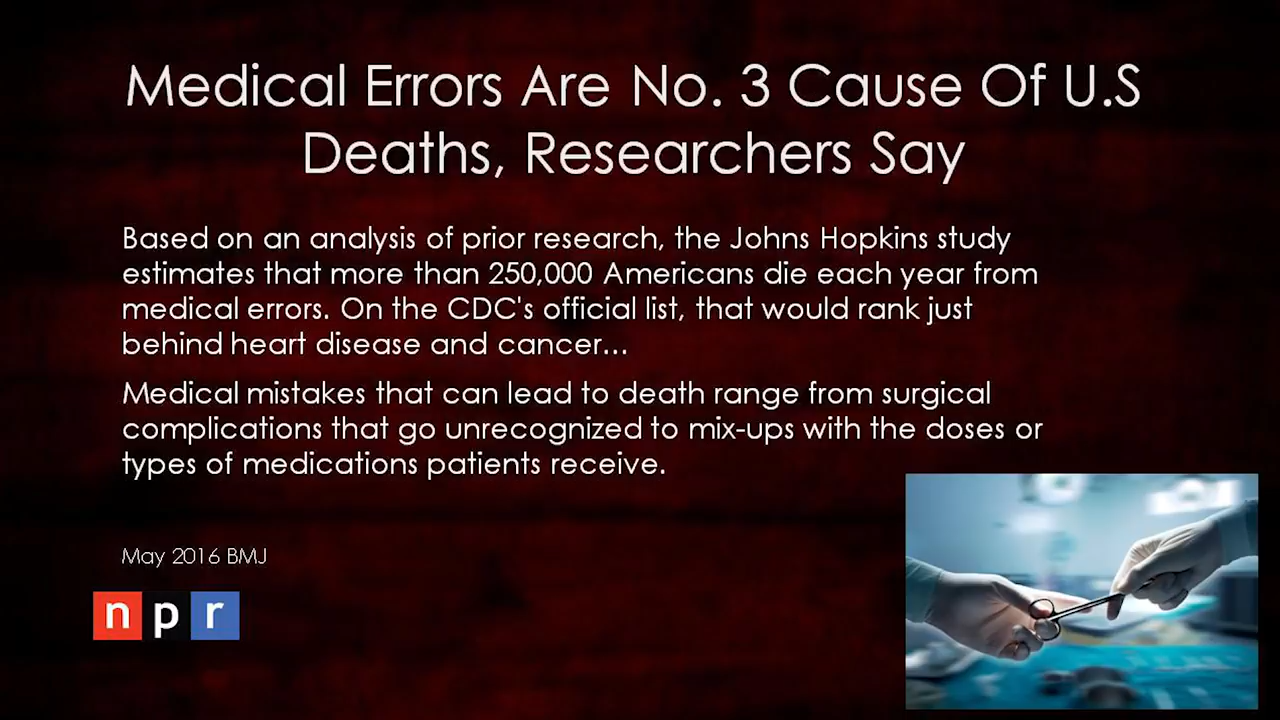 Medical Errors Are No. 3 Cause Of U.S
Deaths, Researchers Say
Based on an analysis of prior research, the Johns Hopkins study
estimates that more than 250,000 Americans die each year from
medical errors. On the CDC's official list, that would rank just
behind heart disease and cancer...
Medical mistakes that can lead to death range from surgical
complications that go unrecognized to mix-ups with the doses or
types of medications patients receive.
May 2016 BMJ
npr